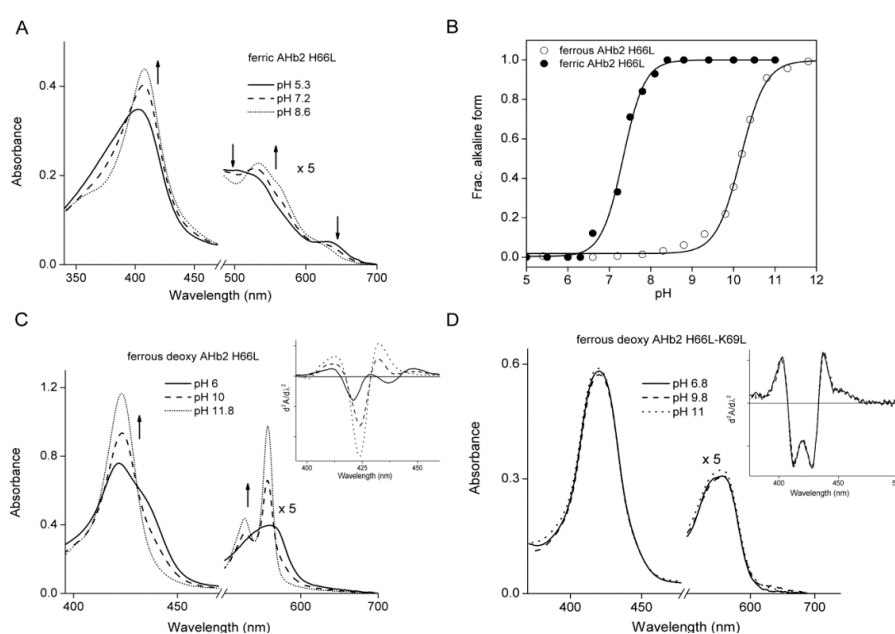 A
ferric AHb2 H66L
pH 5.3
pH 7.2
pH 8.6
x 5
Absorbance
0.4
0.2
0.0
350 400 450 500 600 700
Wavelength (nm)
B
ferrous AHb2 H66L
ferric AHb2 H66L
Frac. alkaline form
1.0
0.8
0.6
0.4
0.2
0.0
5 6 7 8 9 10 11 12
pH
C
ferrous deoxy AHb2 H66L
pH 6
pH 10
pH 11.8
x 5
Absorbance
1.2
0.8
0.4
0.0
400 450 600 700
Wavelength (nm)
d²A/dλ²
400 425 450
Wavelength (nm)
D
ferrous deoxy AHb2 H66L-K69L
pH 6.8
pH 9.8
pH 11
x 5
Absorbance
0.6
0.3
0.0
400 450 600 700
Wavelength (nm)
d²A/dλ²
400 450
Wavelength (nm)